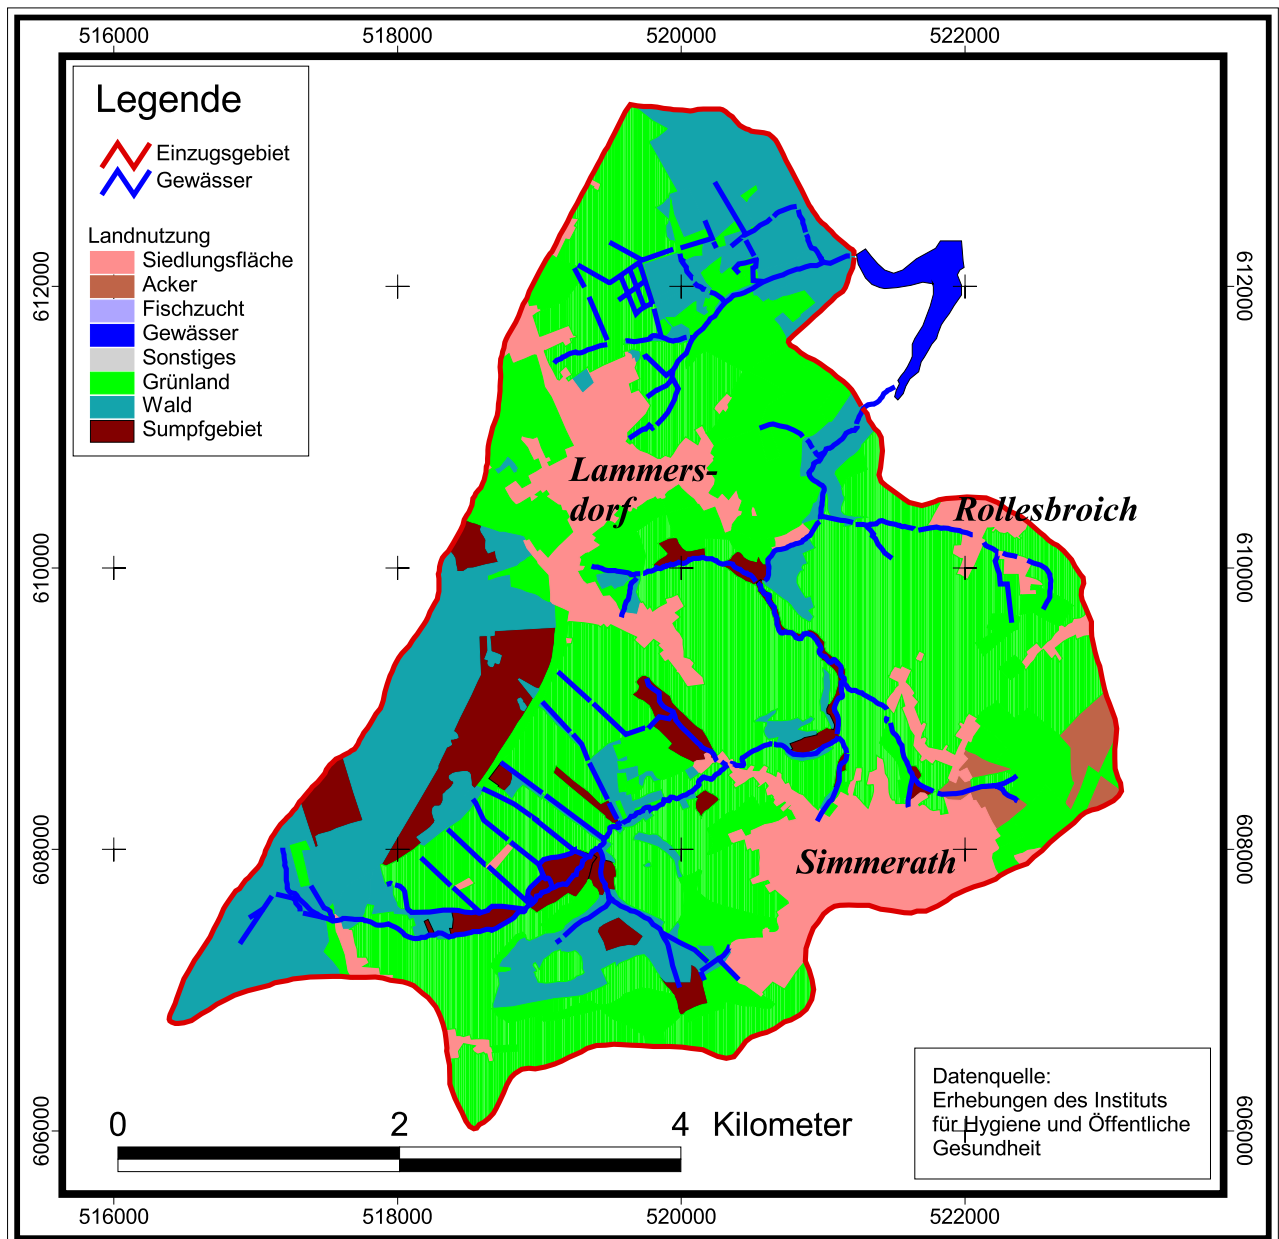 516000 518000 520000 522000
Legende
Einzugsgebiet
Gewässer
Landnutzung
Siedlungsfläche
Acker
Fischzucht
Gewässer
Sonstiges
Grünland
Wald
Sumpfgebiet
612000 612000
Lammers-
dorf
Rollesbroich
610000 610000
608000 608000
Simmerath
Datenquelle:
Erhebungen des Instituts
für Hygiene und Öffentliche
Gesundheit
0 2 4 Kilometer
606000 606000
516000 518000 520000 522000